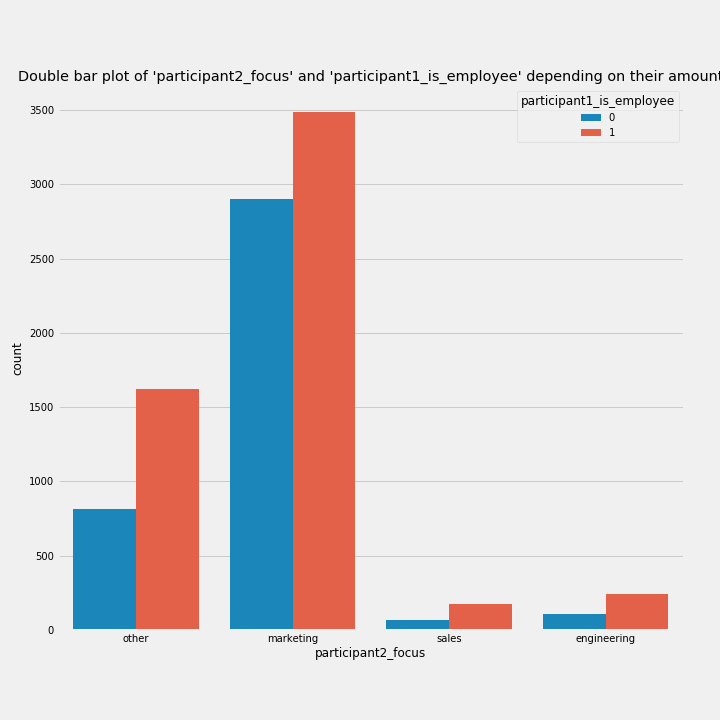 Double bar plot of 'participant2_focus' and 'participant1_is_employee' depending on their amount
participant1_is_employee
0
1
3500
3000
2500
2000
1500
1000
500
0
count
other marketing sales engineering
participant2_focus